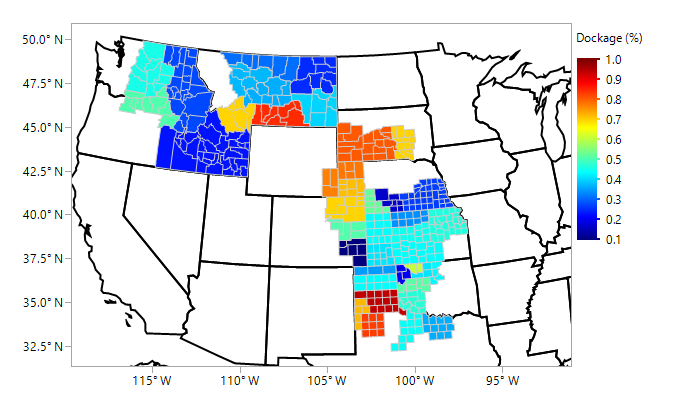 Dockage (%)
50.0° N
47.5° N
45.0° N
42.5° N
40.0° N
37.5° N
35.0° N
32.5° N
1.0
0.9
0.8
0.7
0.6
0.5
0.4
0.3
0.2
0.1
115° W
110° W
105° W
100° W
95° W